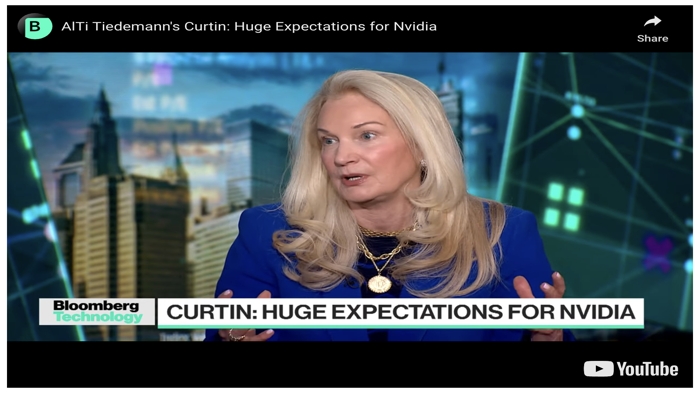 B
AlTi Tiedemann's Curtin: Huge Expectations for Nvidia
Share
Bloomberg
Technology
CURTIN: HUGE EXPECTATIONS FOR NVIDIA
YouTube